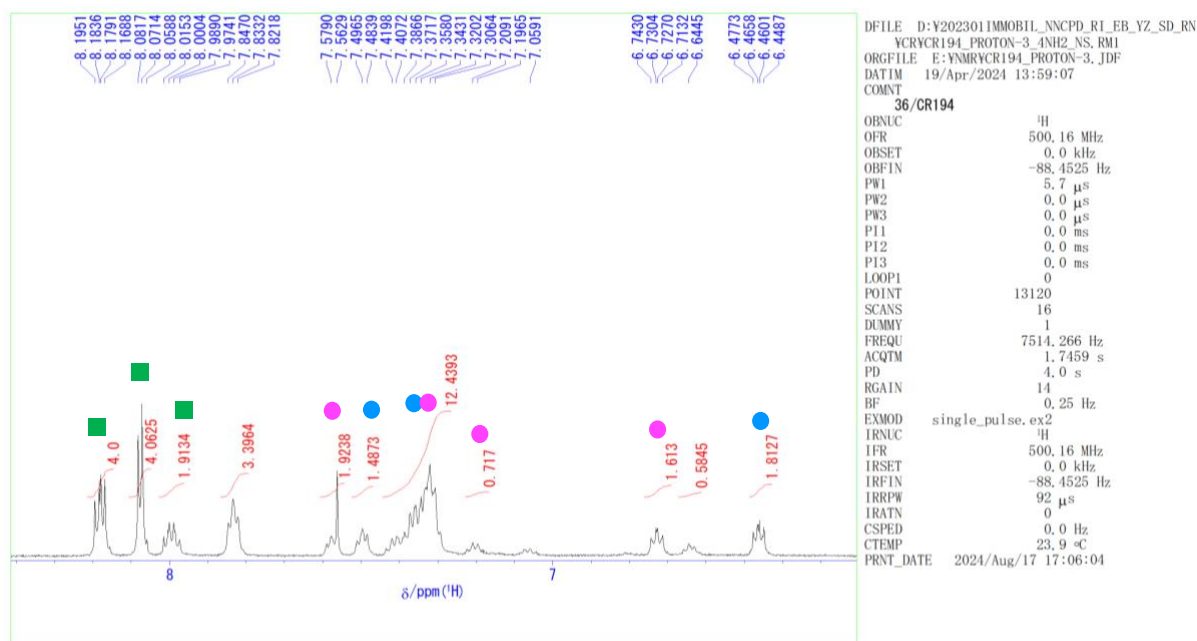 8.1951
8.1836
8.1791
8.1688
8.0817
8.0714
8.0588
8.0153
8.0004
7.9890
7.9741
7.8470
7.8332
7.8218
7.5790
7.5629
7.4965
7.4839
7.4198
7.4072
7.3866
7.3717
7.3580
7.3431
7.3202
7.3064
7.2091
7.1965
7.0591
6.7430
6.7304
6.7270
6.7132
6.6445
6.4773
6.4658
6.4601
6.4487
4.0
4.0625
1.9134
3.3964
1.9238
1.4873
12.4393
0.717
1.613
0.5845
1.8127
8
7
δ/ppm(¹H)
DFILE D:¥202301IMMOBIL_NNCPD_RI_EB_YZ_SD_RN
¥CR¥CR194_PROTON-3_4NH2_NS.RM1
ORGFILE E:¥NMR¥CR194_PROTON-3.JDF
DATIM 19/Apr/2024 13:59:07
COMNT
36/CR194
OBNUC ¹H
OFR 500.16 MHz
OBSET 0.0 kHz
OBFIN -88.4525 Hz
PW1 5.7 µs
PW2 0.0 µs
PW3 0.0 µs
PI1 0.0 ms
PI2 0.0 ms
PI3 0.0 ms
LOOP1 0
POINT 13120
SCANS 16
DUMMY 1
FREQU 7514.266 Hz
ACQTM 1.7459 s
PD 4.0 s
RGAIN 14
BF 0.25 Hz
EXMOD single_pulse.ex2
IRNUC ¹H
IFR 500.16 MHz
IRSET 0.0 kHz
IRFIN -88.4525 Hz
IRRPW 92 µs
IRATN 0
CSPED 0.0 Hz
CTEMP 23.9 ℃
PRNT_DATE 2024/Aug/17 17:06:04